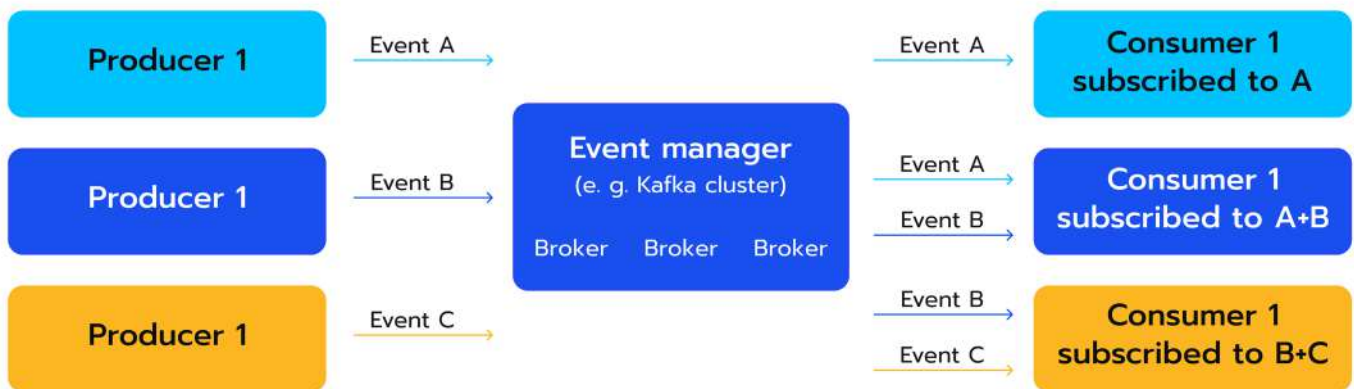 Producer 1
Event A
Producer 1
Event B
Producer 1
Event C
Event manager
(e. g. Kafka cluster)
Broker Broker Broker
Event A
Consumer 1
subscribed to A
Event A
Event B
Consumer 1
subscribed to A+B
Event B
Event C
Consumer 1
subscribed to B+C